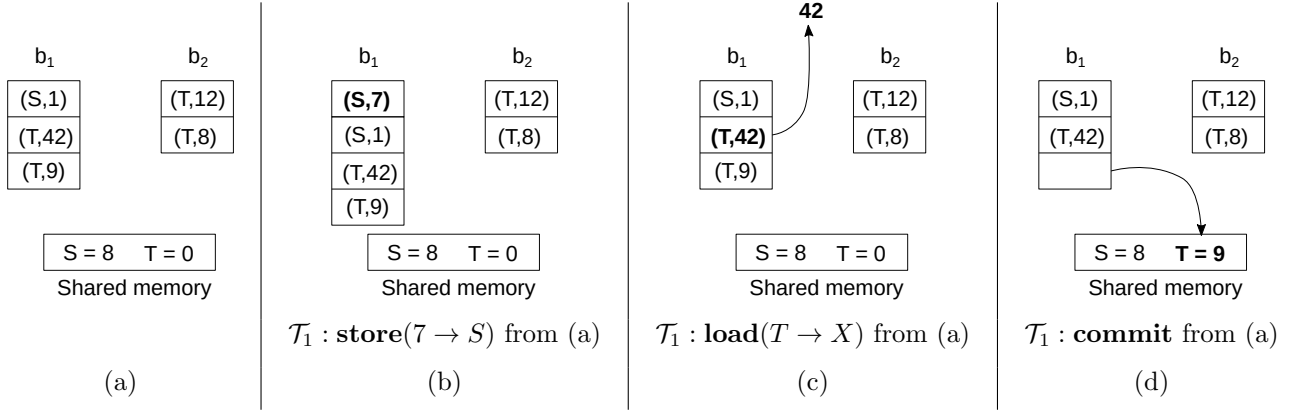 b₁ b₂
(S,1) (T,12)
(T,42) (T,8)
(T,9)
S = 8 T = 0
Shared memory
(a)
b₁ b₂
(S,7) (T,12)
(S,1) (T,8)
(T,42)
(T,9)
S = 8 T = 0
Shared memory
𝒯₁ : store(7 → S) from (a)
(b)
42
b₁ b₂
(S,1) (T,12)
(T,42) (T,8)
(T,9)
S = 8 T = 0
Shared memory
𝒯₁ : load(T → X) from (a)
(c)
b₁ b₂
(S,1) (T,12)
(T,42) (T,8)
S = 8 T = 9
Shared memory
𝒯₁ : commit from (a)
(d)